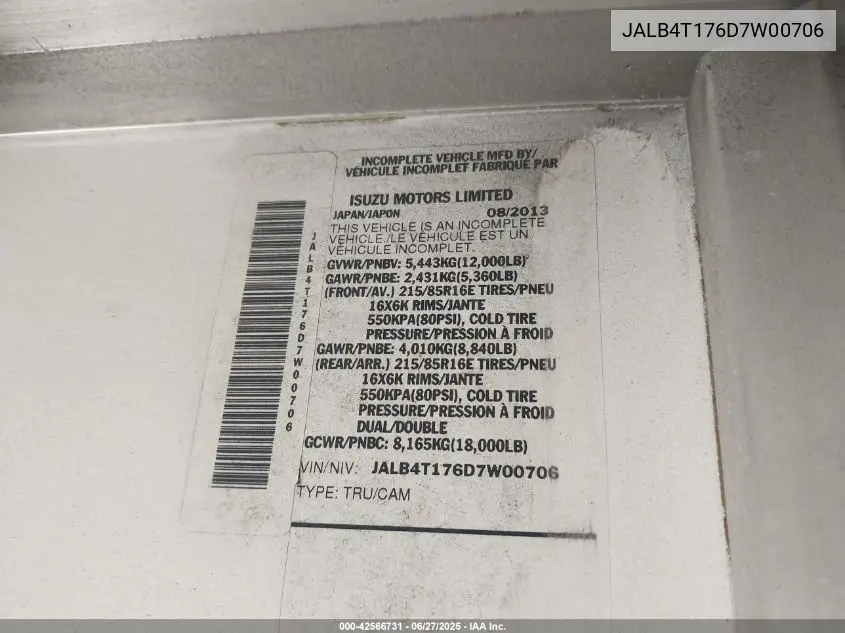 JALB4T176D7W00706
INCOMPLETE VEHICLE MFD BY/
VÉHICULE INCOMPLET FABRIQUÉ PAR
ISUZU MOTORS LIMITED
JAPAN/JAPON 08/2013
THIS VEHICLE IS AN INCOMPLETE
VEHICLE./LE VÉHICULE EST UN
VÉHICULE INCOMPLET.
GVWR/PNBV: 5,443KG(12,000LB)
GAWR/PNBE: 2,431KG(5,360LB)
(FRONT/AV.) 215/85R16E TIRES/PNEU
16X6K RIMS/JANTE
550KPA(80PSI), COLD TIRE
PRESSURE/PRESSION À FROID
GAWR/PNBE: 4,010KG(8,840LB)
(REAR/ARR.) 215/85R16E TIRES/PNEU
16X6K RIMS/JANTE
550KPA(80PSI), COLD TIRE
PRESSURE/PRESSION À FROID
DUAL/DOUBLE
GCWR/PNBC: 8,165KG(18,000LB)
VIN/NIV: JALB4T176D7W00706
TYPE: TRU/CAM
JALB4T176D7W00706
000-42566731 - 06/27/2025 - IAA Inc.